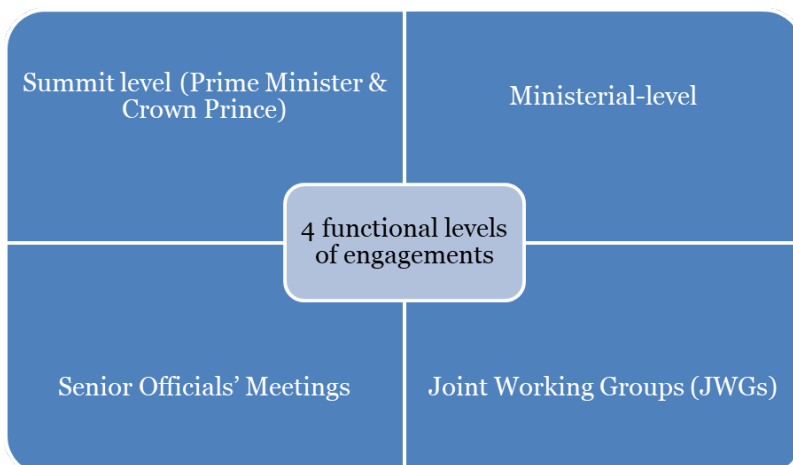 Summit level (Prime Minister &
Crown Prince)
Ministerial-level
4 functional levels
of engagements
Senior Officials’ Meetings
Joint Working Groups (JWGs)